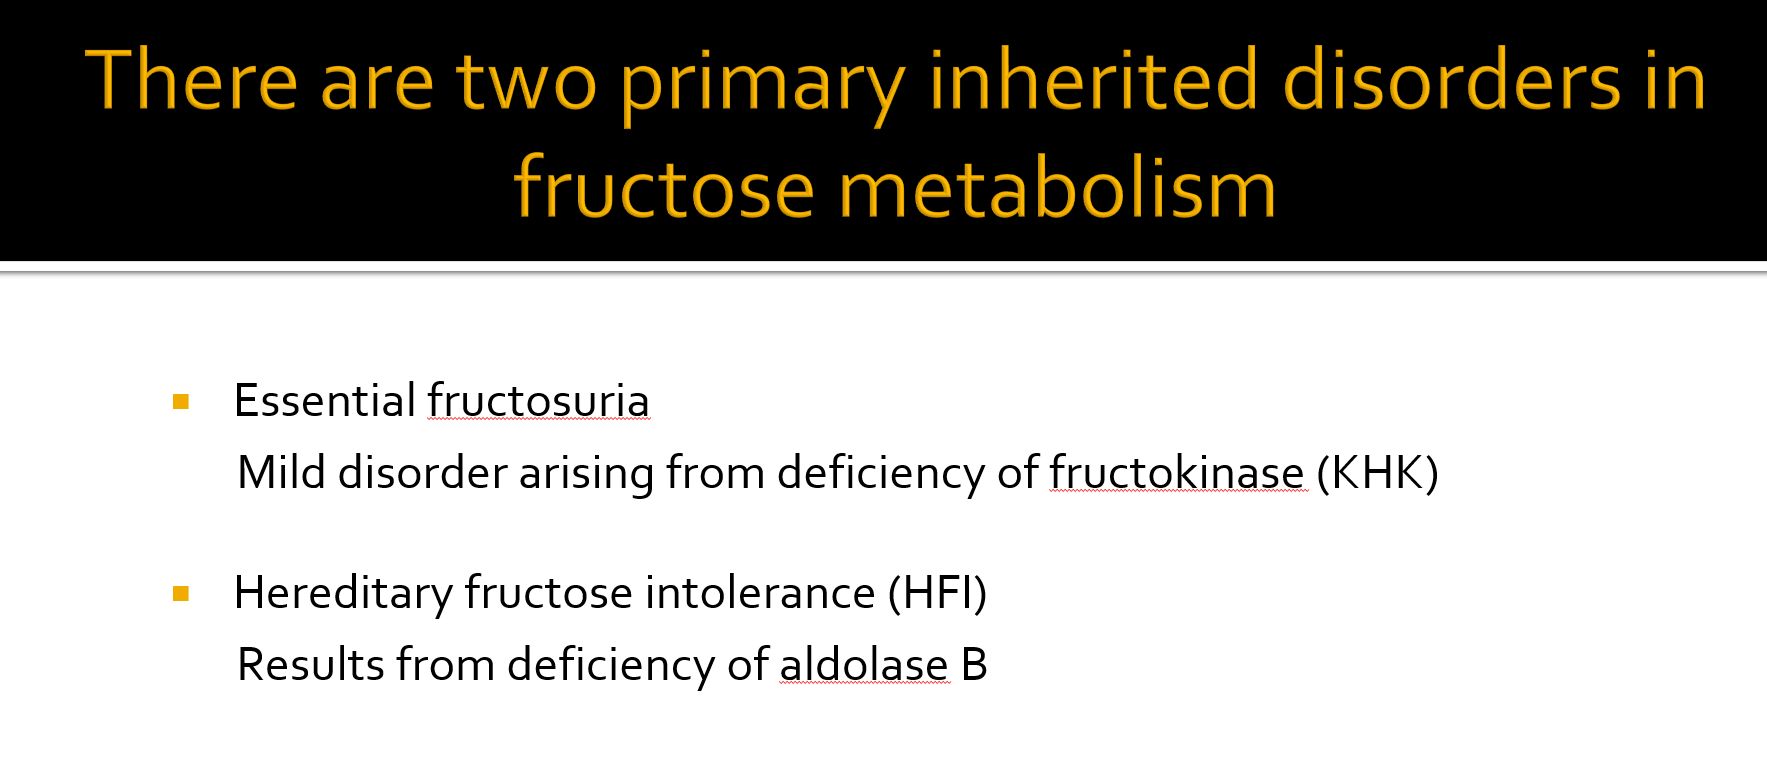 There are two primary inherited disorders in
fructose metabolism
Essential fructosuria
Mild disorder arising from deficiency of fructokinase (KHK)
Hereditary fructose intolerance (HFI)
Results from deficiency of aldolase B